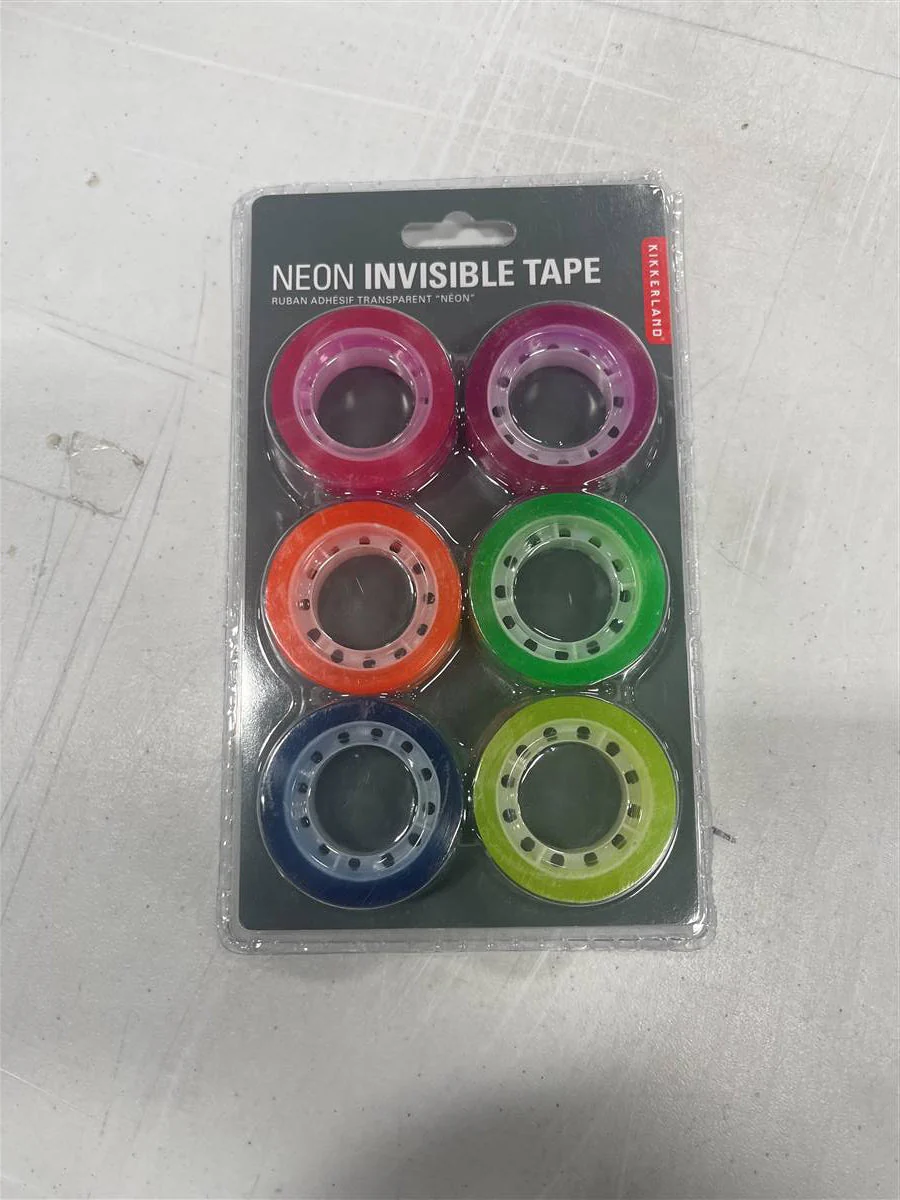 NEON INVISIBLE TAPE
RUBAN ADHÉSIF TRANSPARENT "NÉON"
KIKKERLAND